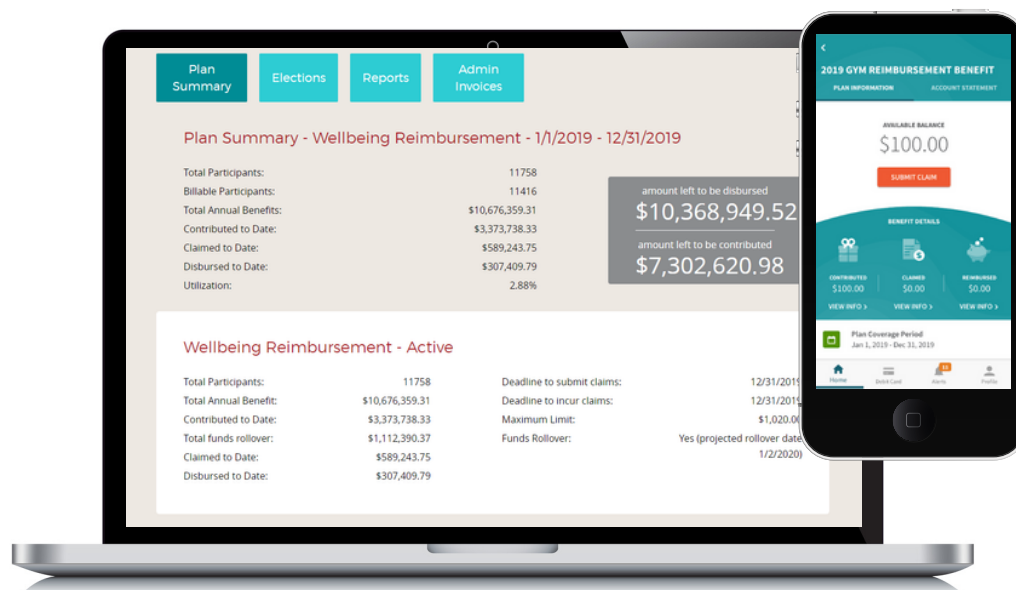 Plan
Summary
Elections
Reports
Admin
Invoices
Plan Summary - Wellbeing Reimbursement - 1/1/2019 - 12/31/2019
Total Participants: 11758
Billable Participants: 11416
Total Annual Benefits: $10,676,359.31
Contributed to Date: $3,373,738.33
Claimed to Date: $589,243.75
Disbursed to Date: $307,409.79
Utilization: 2.88%
amount left to be disbursed
$10,368,949.52
amount left to be contributed
$7,302,620.98
Wellbeing Reimbursement - Active
Total Participants: 11758
Total Annual Benefit: $10,676,359.31
Contributed to Date: $3,373,738.33
Total funds rollover: $1,112,390.37
Claimed to Date: $589,243.75
Disbursed to Date: $307,409.79
Deadline to submit claims: 12/31/2019
Deadline to incur claims: 12/31/2019
Maximum Limit: $1,020.00
Funds Rollover: Yes (projected rollover date
1/2/2020)
2019 GYM REIMBURSEMENT BENEFIT
PLAN INFORMATION ACCOUNT STATEMENT
AVAILABLE BALANCE
$100.00
SUBMIT CLAIM
BENEFIT DETAILS
CONTRIBUTED CLAIMED REIMBURSED
$100.00 $0.00 $0.00
VIEW INFO > VIEW INFO > VIEW INFO >
Plan Coverage Period
Jan 1, 2019 - Dec 31, 2019
Home Debit Card Alerts Profile